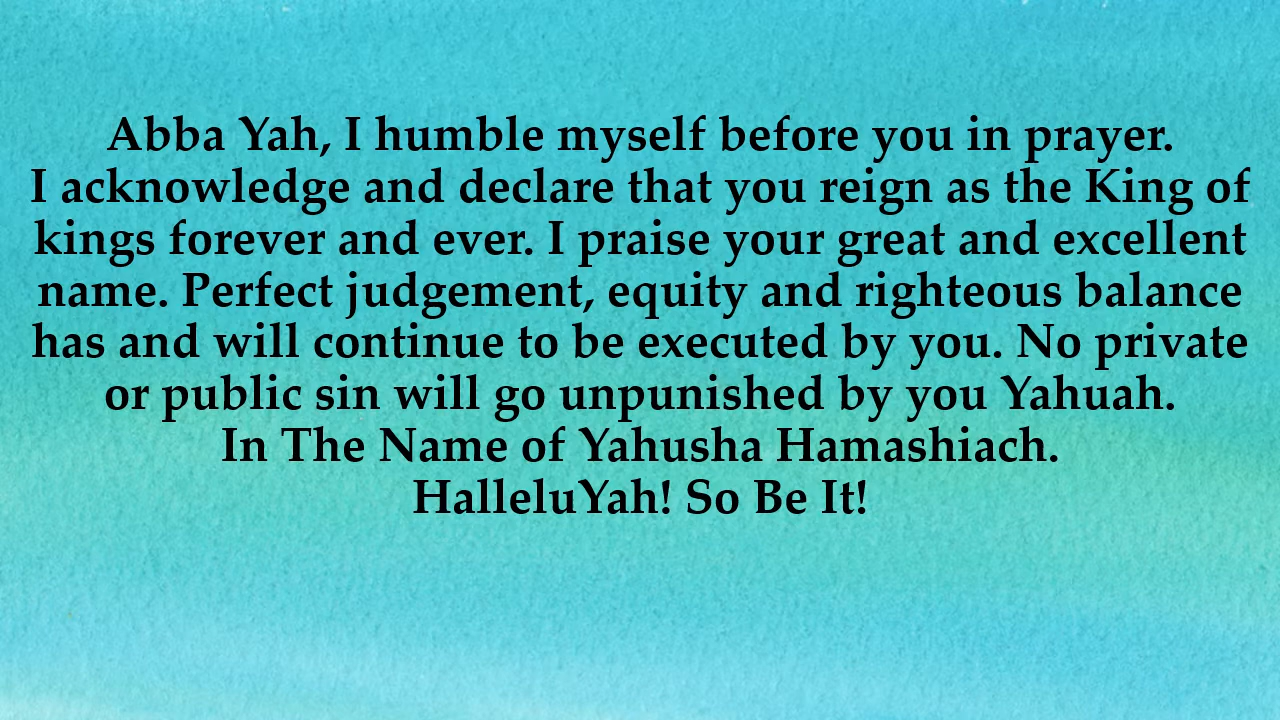 Abba Yah, I humble myself before you in prayer.
I acknowledge and declare that you reign as the King of
kings forever and ever. I praise your great and excellent
name. Perfect judgement, equity and righteous balance
has and will continue to be executed by you. No private
or public sin will go unpunished by you Yahuah.
In The Name of Yahusha Hamashiach.
HalleluYah! So Be It!